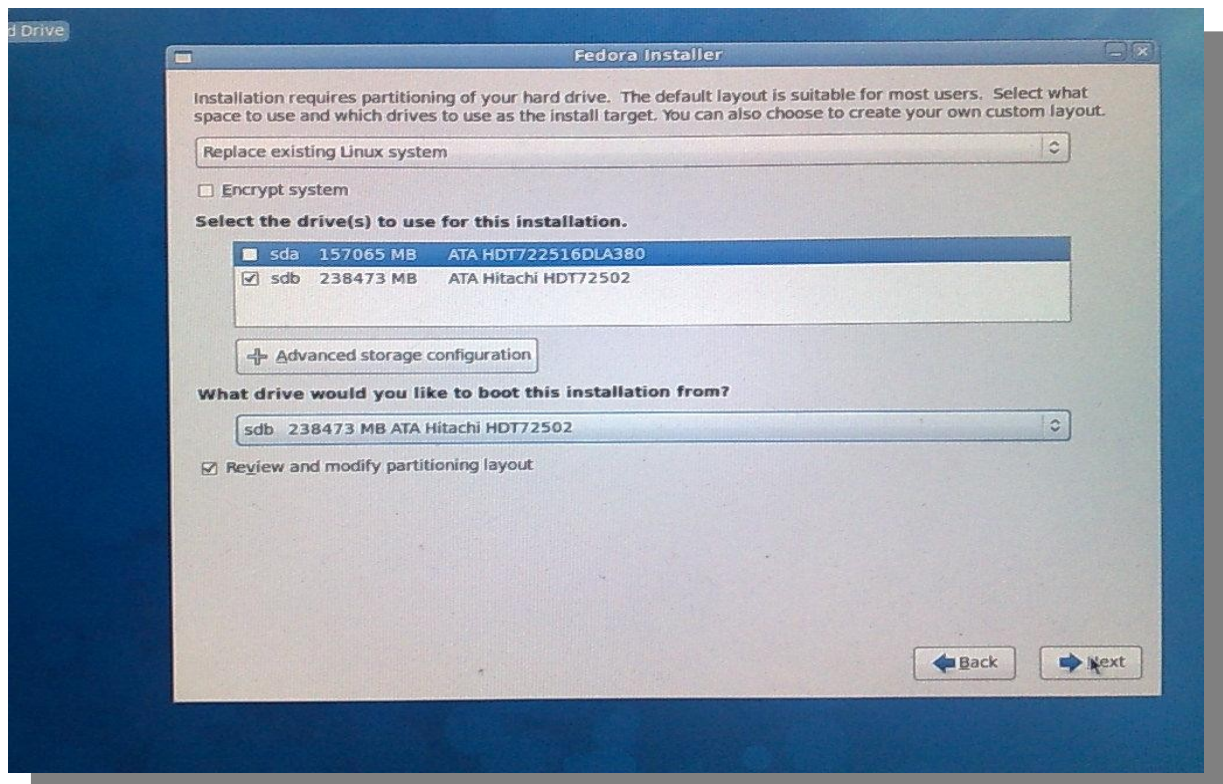 d Drive
Fedora Installer
Installation requires partitioning of your hard drive. The default layout is suitable for most users. Select what
space to use and which drives to use as the install target. You can also choose to create your own custom layout.
Replace existing Linux system
Encrypt system
Select the drive(s) to use for this installation.
sda 157065 MB ATA HDT722516DLA380
sdb 238473 MB ATA Hitachi HDT72502
Advanced storage configuration
What drive would you like to boot this installation from?
sdb 238473 MB ATA Hitachi HDT72502
Review and modify partitioning layout
Back Next